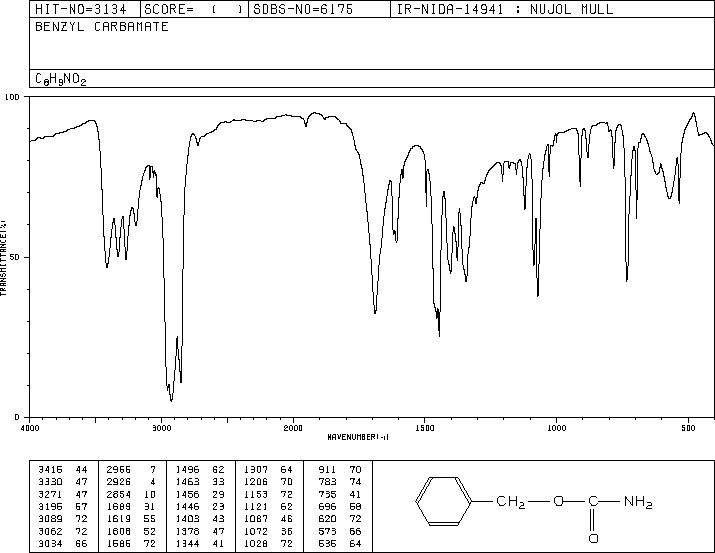 HIT-NO=3134 SCORE= ( ) SDBS-NO=6175 IR-NIDA-14941 : NUJOL MULL
BENZYL CARBAMATE
C8H9NO2
100
50
0
TRANSMITTANCE(%)
4000 3000 2000 1500 1000 500
WAVENUMBER(-1)
3415 44 2955 7 1496 62 1307 64 911 70
3330 47 2926 4 1463 33 1206 70 783 74
3271 47 2854 10 1456 29 1153 72 735 41
3195 57 1689 31 1446 23 1121 62 696 58
3089 72 1619 55 1403 43 1087 46 620 72
3062 72 1608 52 1378 47 1072 36 573 66
3034 66 1585 72 1344 41 1028 72 535 64
CH2 O C NH2
O